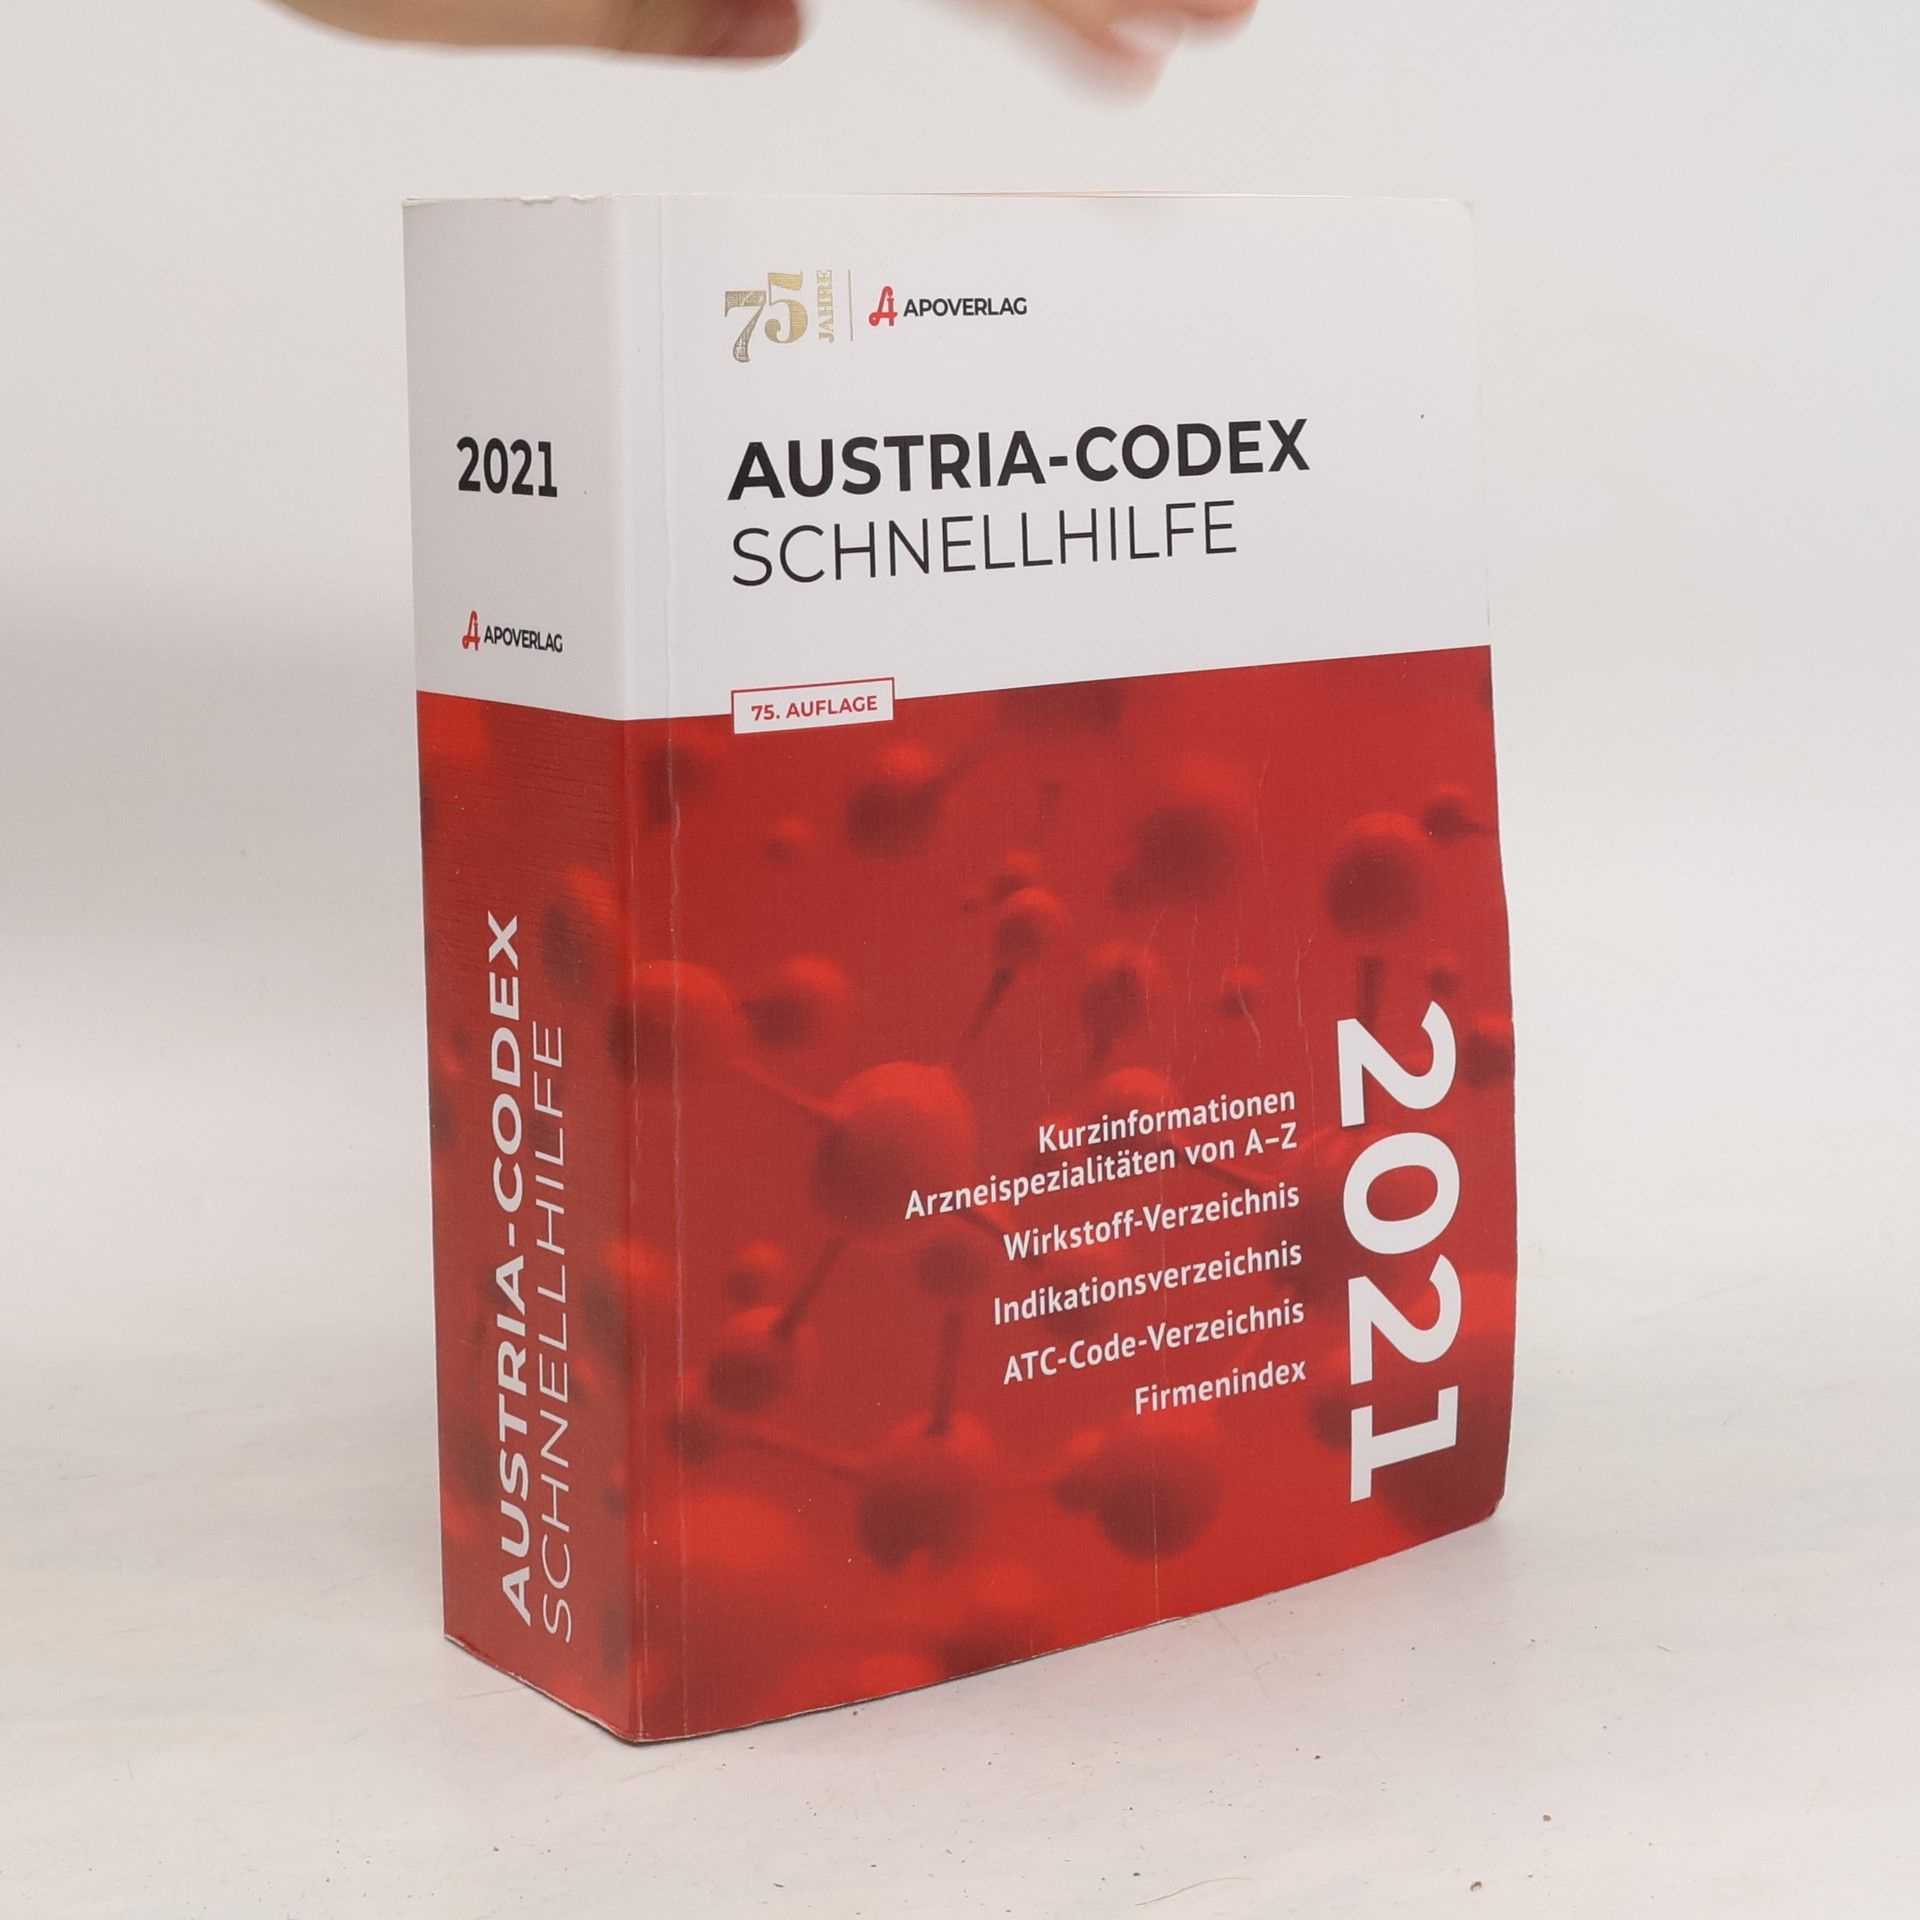 2021
APOVERLAG
AUSTRIA-CODEX
SCHNELLHILFE
75 JAHRE
APOVERLAG
AUSTRIA-CODEX
SCHNELLHILFE
75. AUFLAGE
Kurzinformationen
Arzneispezialitäten von A–Z
Wirkstoff-Verzeichnis
Indikationsverzeichnis
ATC-Code-Verzeichnis
Firmenindex
2021